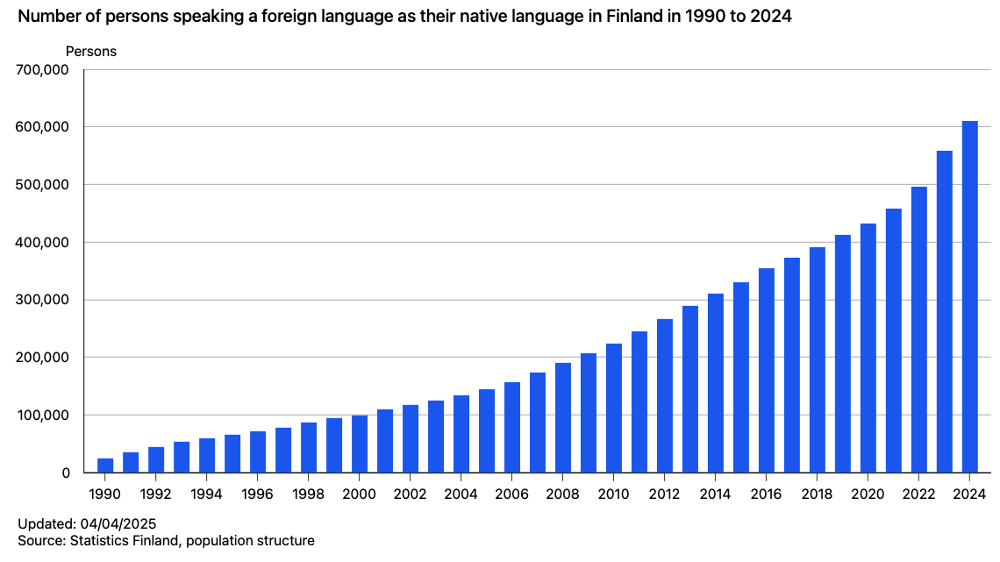 Number of persons speaking a foreign language as their native language in Finland in 1990 to 2024
Persons
700,000
600,000
500,000
400,000
300,000
200,000
100,000
0
1990 1992 1994 1996 1998 2000 2002 2004 2006 2008 2010 2012 2014 2016 2018 2020 2022 2024
Updated: 04/04/2025
Source: Statistics Finland, population structure